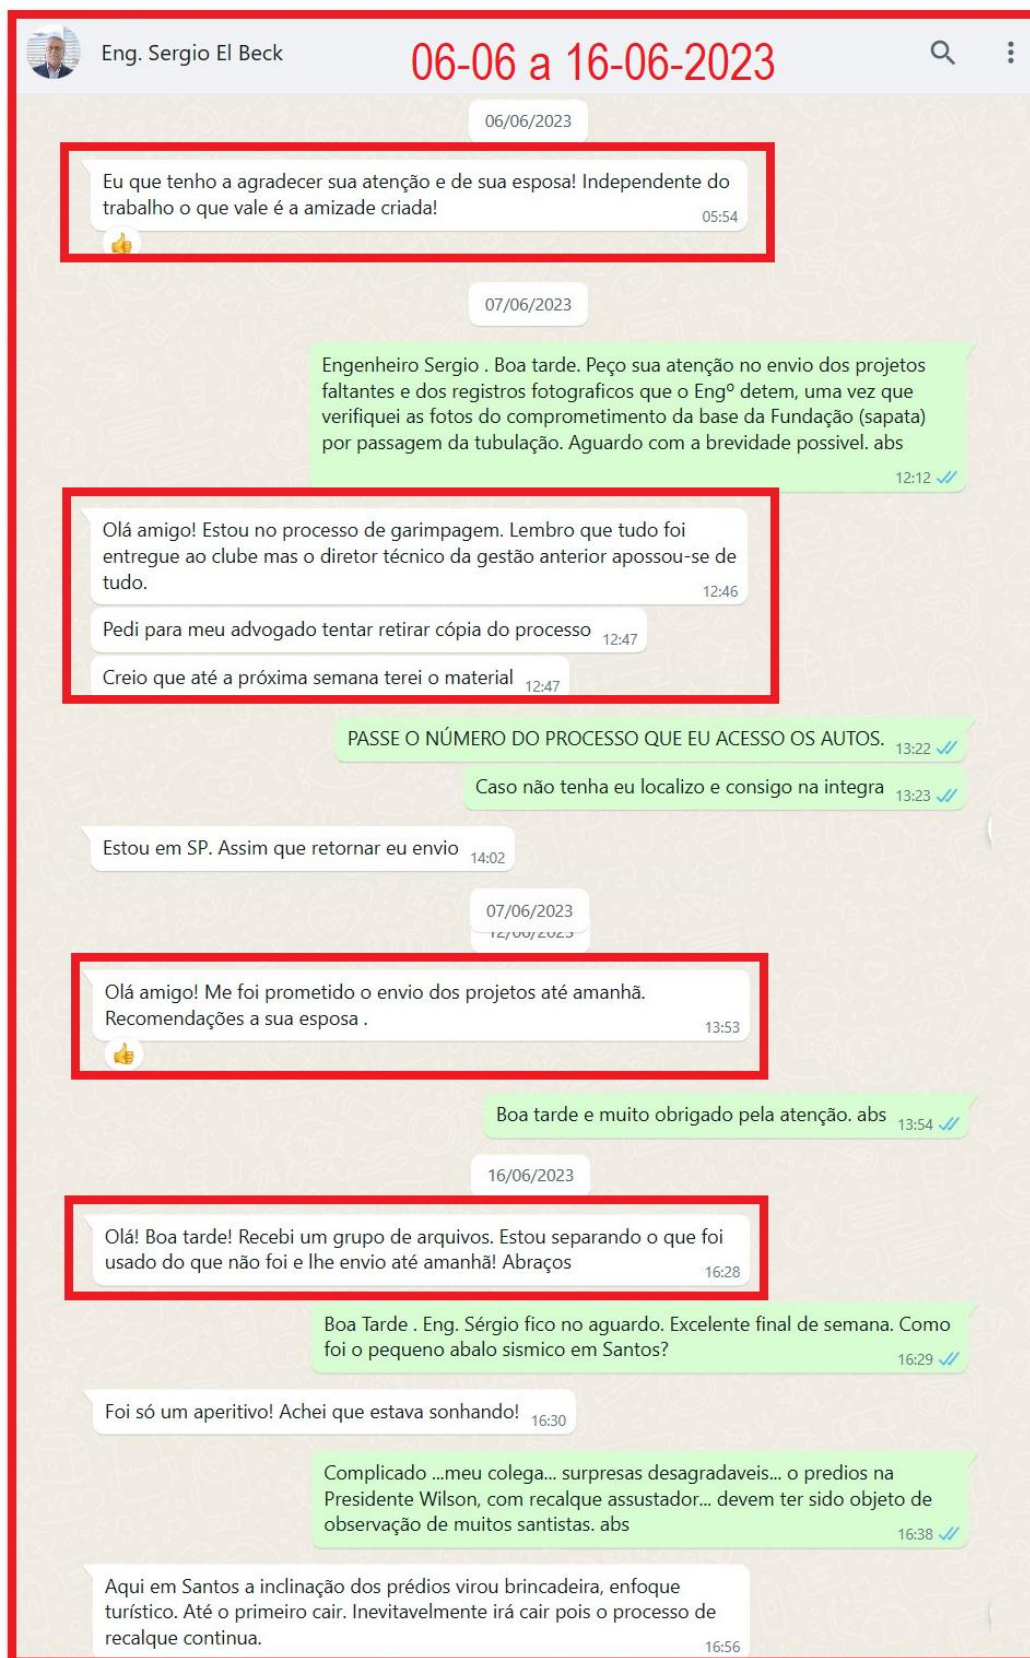 Eng. Sergio El Beck
06-06 a 16-06-2023
06/06/2023
Eu que tenho a agradecer sua atenção e de sua esposa! Independente do
trabalho o que vale é a amizade criada!
05:54
07/06/2023
Engenheiro Sergio . Boa tarde. Peço sua atenção no envio dos projetos
faltantes e dos registros fotograficos que o Engº detem, uma vez que
verifiquei as fotos do comprometimento da base da Fundação (sapata)
por passagem da tubulação. Aguardo com a brevidade possivel. abs
12:12
Olá amigo! Estou no processo de garimpagem. Lembro que tudo foi
entregue ao clube mas o diretor técnico da gestão anterior apossou-se de
tudo.
12:46
Pedi para meu advogado tentar retirar cópia do processo 12:47
Creio que até a próxima semana terei o material 12:47
PASSE O NÚMERO DO PROCESSO QUE EU ACESSO OS AUTOS. 13:22
Caso não tenha eu localizo e consigo na integra 13:23
Estou em SP. Assim que retornar eu envio 14:02
07/06/2023
12/06/2023
Olá amigo! Me foi prometido o envio dos projetos até amanhã.
Recomendações a sua esposa .
13:53
Boa tarde e muito obrigado pela atenção. abs 13:54
16/06/2023
Olá! Boa tarde! Recebi um grupo de arquivos. Estou separando o que foi
usado do que não foi e lhe envio até amanhã! Abraços
16:28
Boa Tarde . Eng. Sérgio fico no aguardo. Excelente final de semana. Como
foi o pequeno abalo sismico em Santos?
16:29
Foi só um aperitivo! Achei que estava sonhando! 16:30
Complicado ...meu colega... surpresas desagradaveis... o predios na
Presidente Wilson, com recalque assustador... devem ter sido objeto de
observação de muitos santistas. abs
16:38
Aqui em Santos a inclinação dos prédios virou brincadeira, enfoque
turístico. Até o primeiro cair. Inevitavelmente irá cair pois o processo de
recalque continua.
16:56